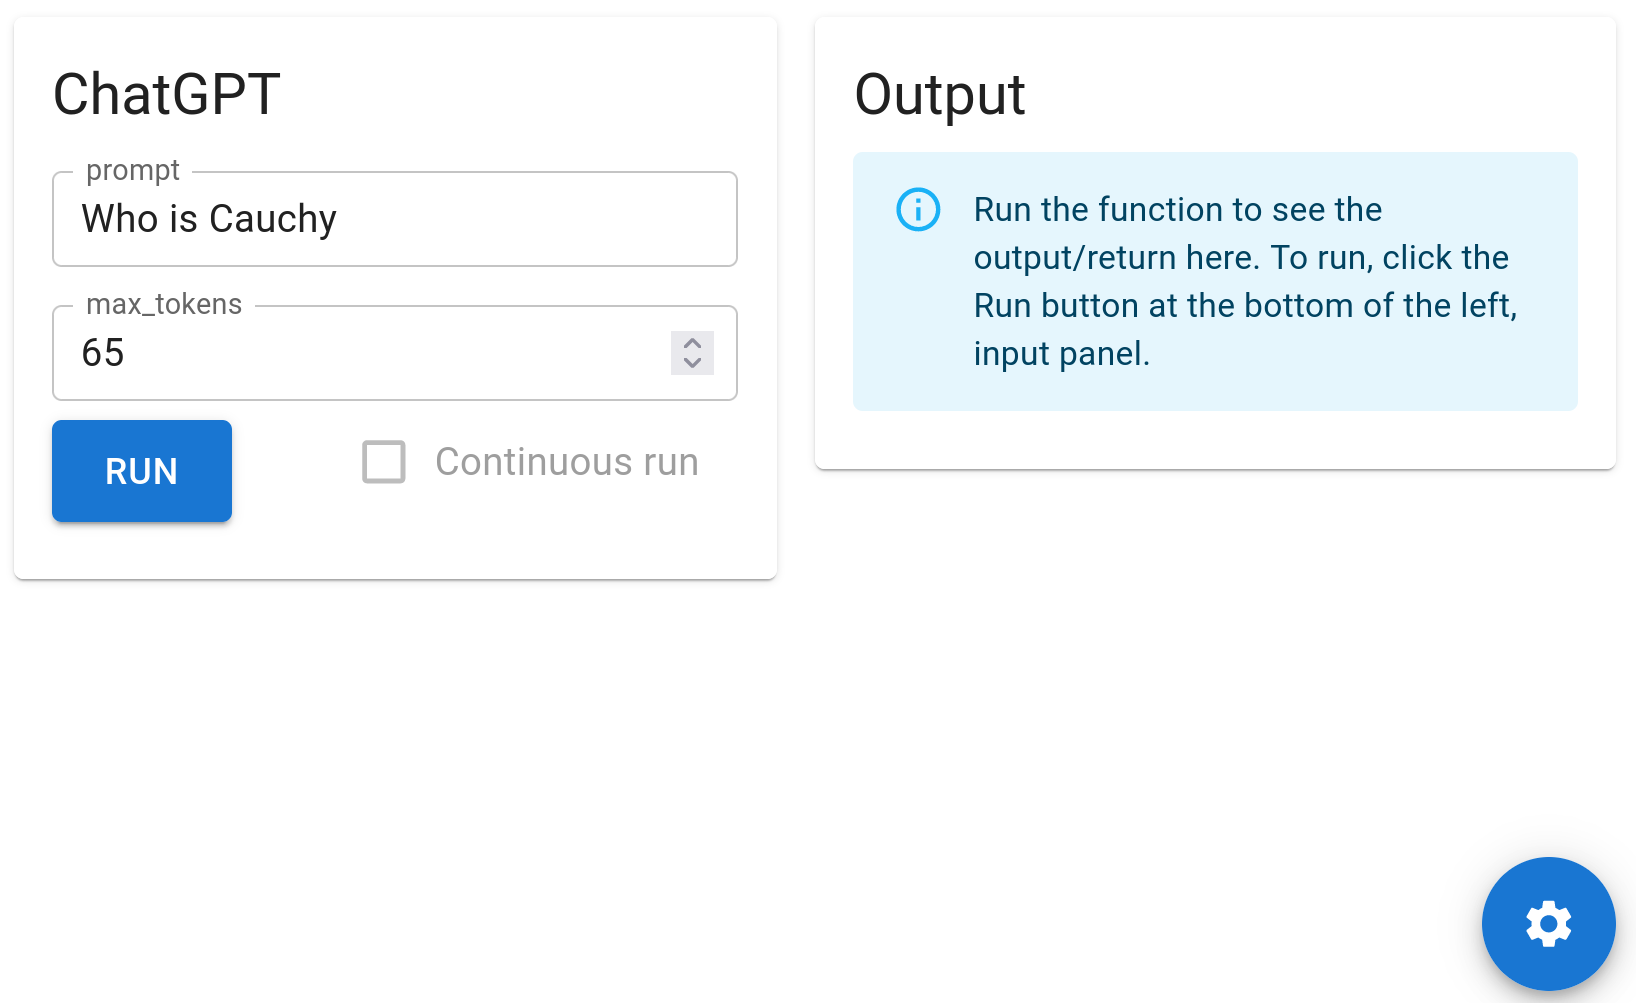 ChatGPT
prompt
Who is Cauchy
max_tokens
65
RUN
Continuous run
Output
Run the function to see the
output/return here. To run, click the
Run button at the bottom of the left,
input panel.